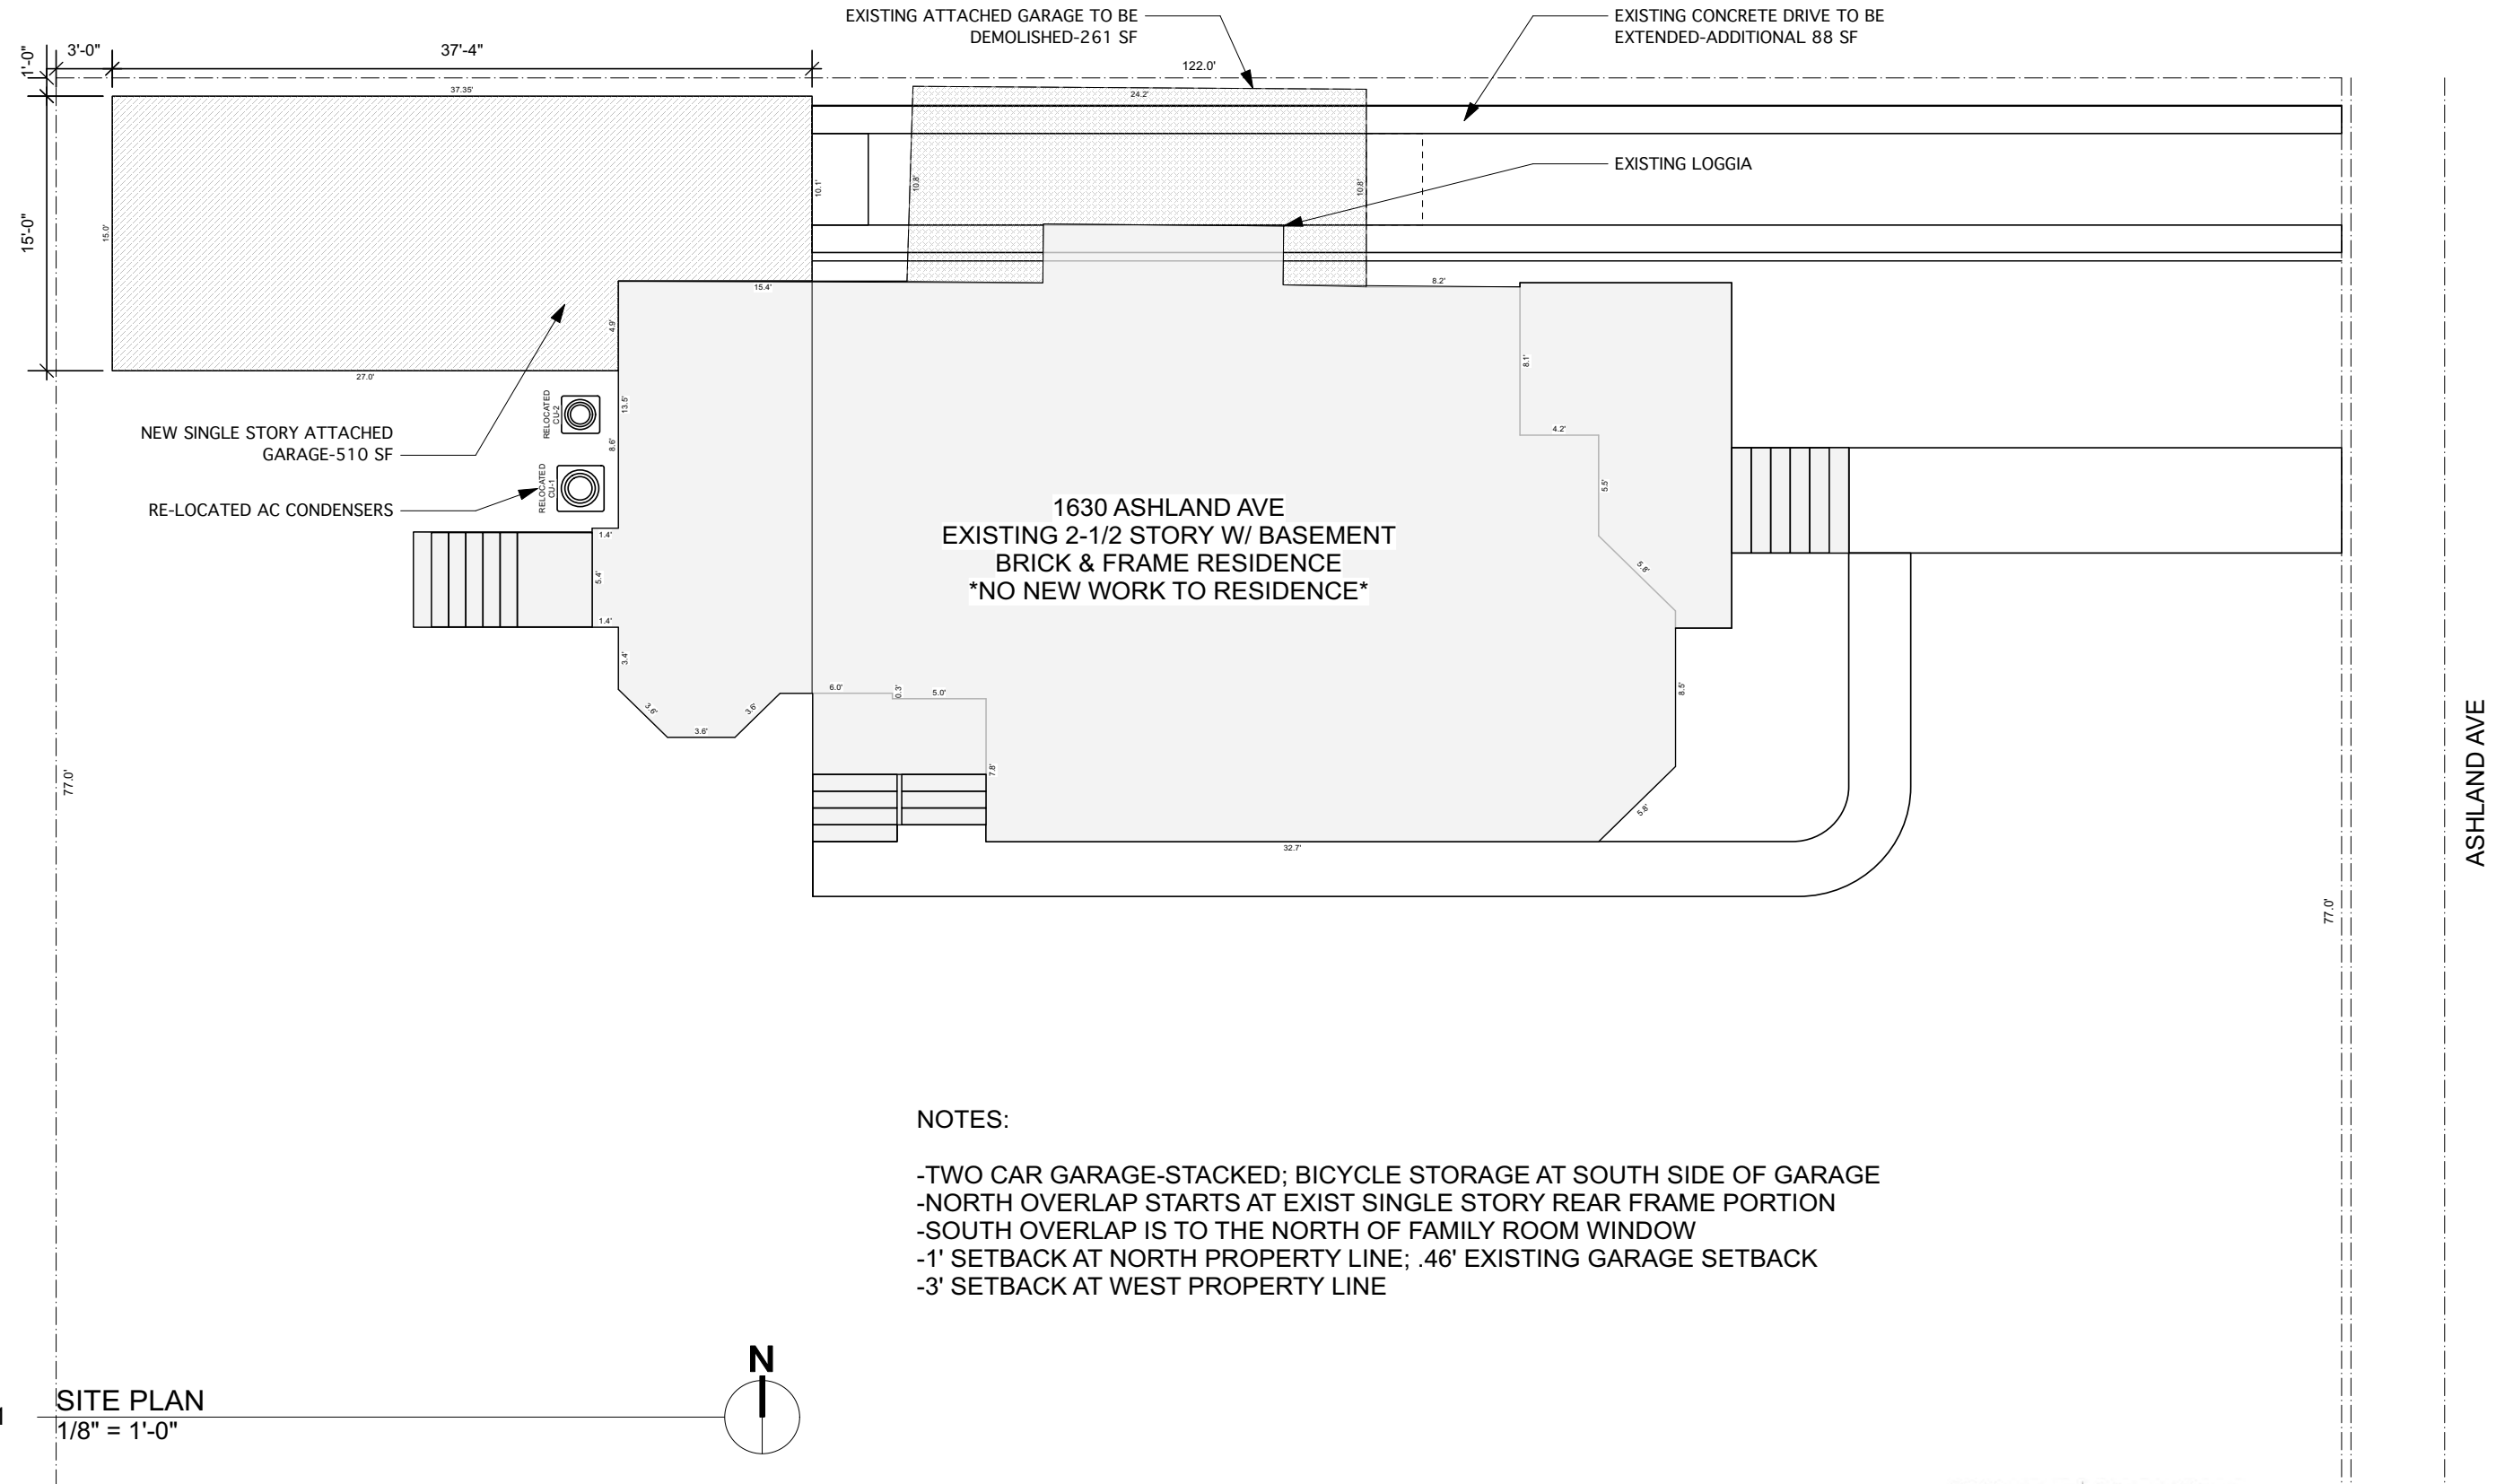 EXISTING ATTACHED GARAGE TO BE
DEMOLISHED-261 SF
EXISTING CONCRETE DRIVE TO BE
EXTENDED-ADDITIONAL 88 SF
1'-0"
3'-0"
37'-4"
122.0'
37.35'
24.2'
EXISTING LOGGIA
10.1'
10.8'
10.8'
15'-0"
15.0'
15.4'
8.2'
4.9'
8.1'
27.0'
13.5'
RELOCATED
CU-2
8.6'
4.2'
NEW SINGLE STORY ATTACHED
GARAGE-510 SF
RELOCATED
CU-1
5.5'
RE-LOCATED AC CONDENSERS
1630 ASHLAND AVE
EXISTING 2-1/2 STORY W/ BASEMENT
BRICK & FRAME RESIDENCE
*NO NEW WORK TO RESIDENCE*
1.4'
5.4'
5.6'
1.4'
3.4'
6.0'
0.3'
5.0'
8.5'
3.6'
3.6'
3.6'
7.8'
77.0'
5.8'
32.7'
ASHLAND AVE
77.0'
NOTES:
-TWO CAR GARAGE-STACKED; BICYCLE STORAGE AT SOUTH SIDE OF GARAGE
-NORTH OVERLAP STARTS AT EXIST SINGLE STORY REAR FRAME PORTION
-SOUTH OVERLAP IS TO THE NORTH OF FAMILY ROOM WINDOW
-1' SETBACK AT NORTH PROPERTY LINE; .46' EXISTING GARAGE SETBACK
-3' SETBACK AT WEST PROPERTY LINE
N
SITE PLAN
1/8" = 1'-0"